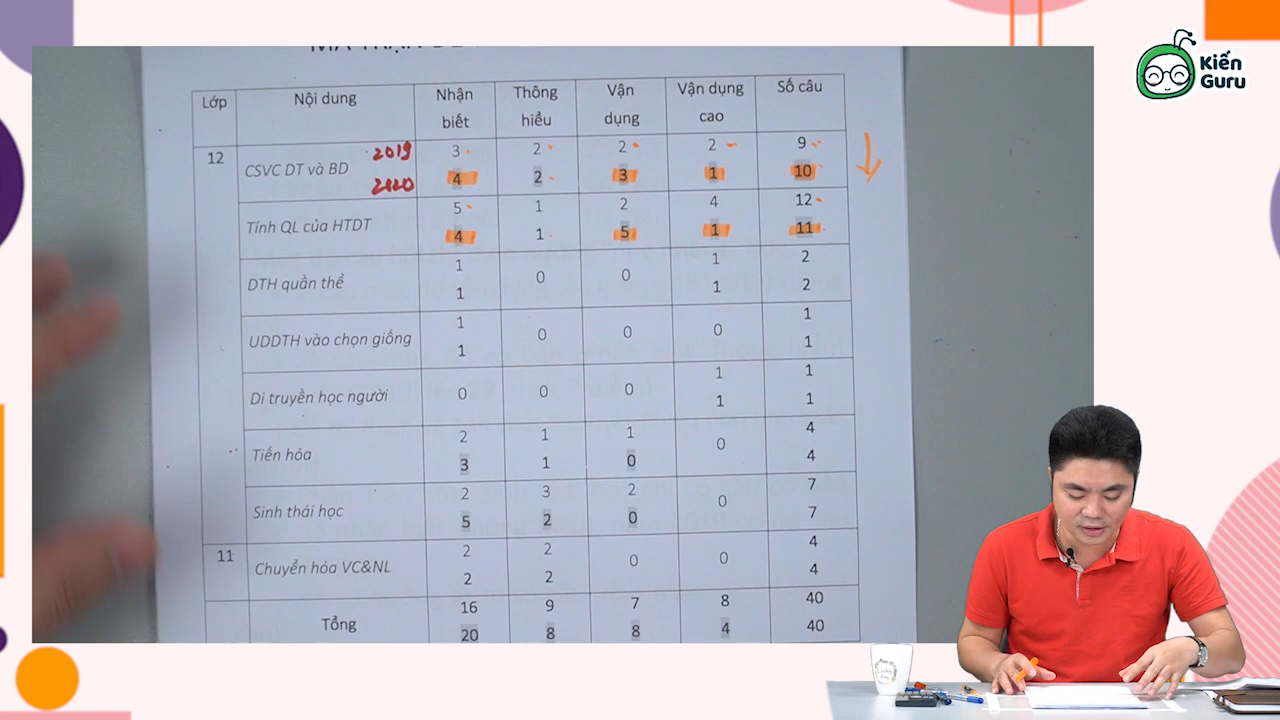 Kiến
Guru
Lớp Nội dung Nhận biết Thông hiểu Vận dụng Vận dụng cao Số câu
12 CSVC DT và BD 2019 3 2 2 2 9
2020 4 2 3 1 10
Tính QL của HTDT 5 1 2 4 12
4 1 5 1 11
DTH quần thể 1 0 0 1 2
1 1 2
UDDTH vào chọn giống 1 0 0 0 1
1 1
Di truyền học người 0 0 0 1 1
1 1
Tiến hóa 2 1 1 0 4
3 1 0 4
Sinh thái học 2 3 2 0 7
5 2 0 7
11 Chuyển hóa VC&NL 2 2 0 0 4
2 2 4
Tổng 16 9 7 8 40
20 8 8 4 40